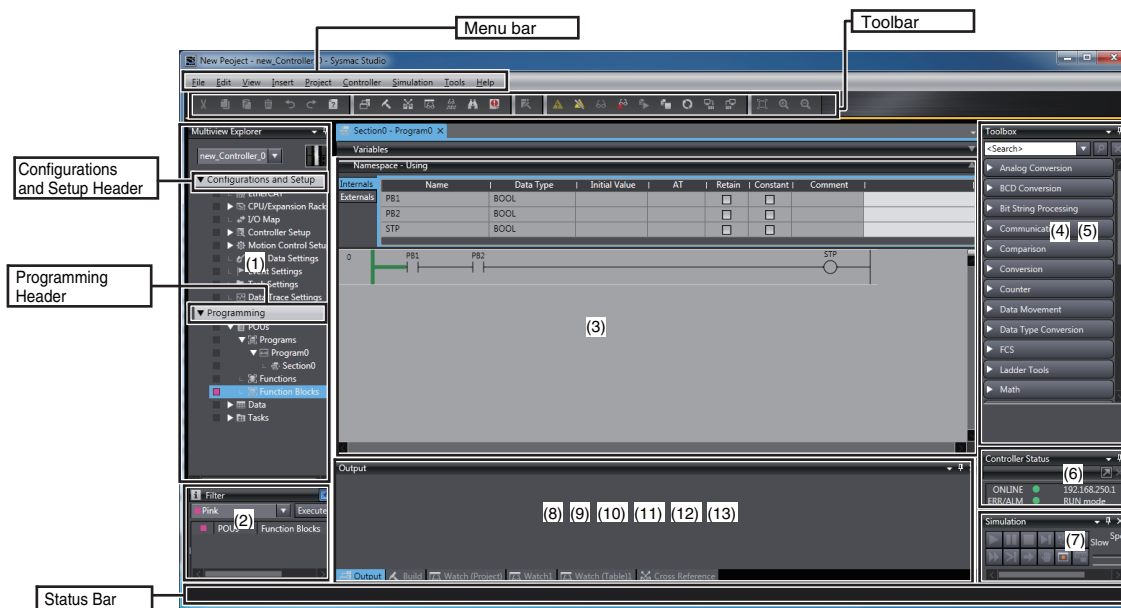 Menu bar
Toolbar
New Peoject - new_Controller_0 - Sysmac Studio
File Edit View Insert Project Controller Simulation Tools Help
Multiview Explorer
new_Controller_0
Configurations and Setup Header
Configurations and Setup
CPU/Expansion Rack
I/O Map
Controller Setup
Motion Control Setu
(1)
Data Settings
Event Settings
Task Settings
Data Trace Settings
Programming Header
Programming
POUs
Programs
Program0
Section0
Functions
Function Blocks
Data
Tasks
Filter
Pink
(2)
Execute
POUs Function Blocks
Section0 - Program0
Variables
Namespace - Using
Internals
Externals
Name Data Type Initial Value AT Retain Constant Comment
PB1 BOOL
PB2 BOOL
STP BOOL
0 PB1 PB2 STP
(3)
Output
(8) (9) (10) (11) (12) (13)
Output Build Watch (Project) Watch1 Watch (Table)1 Cross Reference
Toolbox
<Search>
Analog Conversion
BCD Conversion
Bit String Processing
Communicati
(4) (5)
Comparison
Conversion
Counter
Data Movement
Data Type Conversion
FCS
Ladder Tools
Math
Controller Status
(6)
ONLINE 192.168.250.1
ERR/ALM RUN mode
Simulation
(7)
Slow Spe
Status Bar